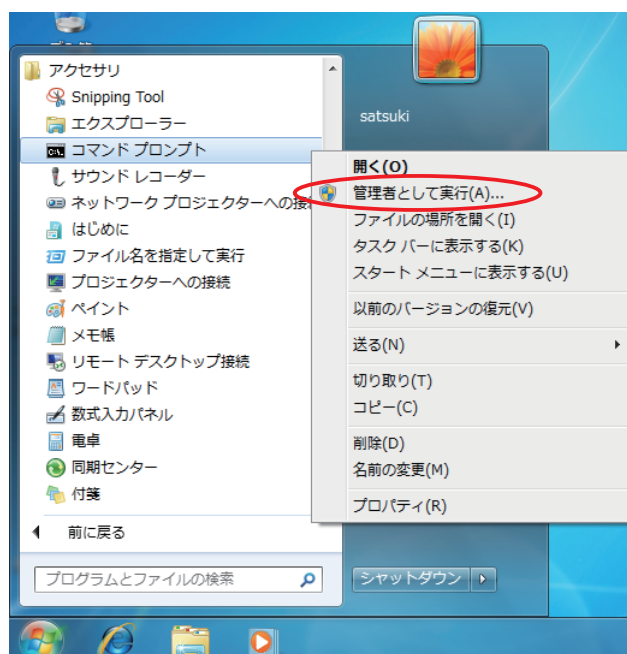 アクセサリ
Snipping Tool
エクスプローラー
コマンド プロンプト
サウンド レコーダー
ネットワーク プロジェクターへの接
はじめに
ファイル名を指定して実行
プロジェクターへの接続
ペイント
メモ帳
リモート デスクトップ接続
ワードパッド
数式入力パネル
電卓
同期センター
付箋
前に戻る
プログラムとファイルの検索
satsuki
開く(O)
管理者として実行(A)...
ファイルの場所を開く(I)
タスク バーに表示する(K)
スタート メニューに表示する(U)
以前のバージョンの復元(V)
送る(N)
切り取り(T)
コピー(C)
削除(D)
名前の変更(M)
プロパティ(R)
シャットダウン